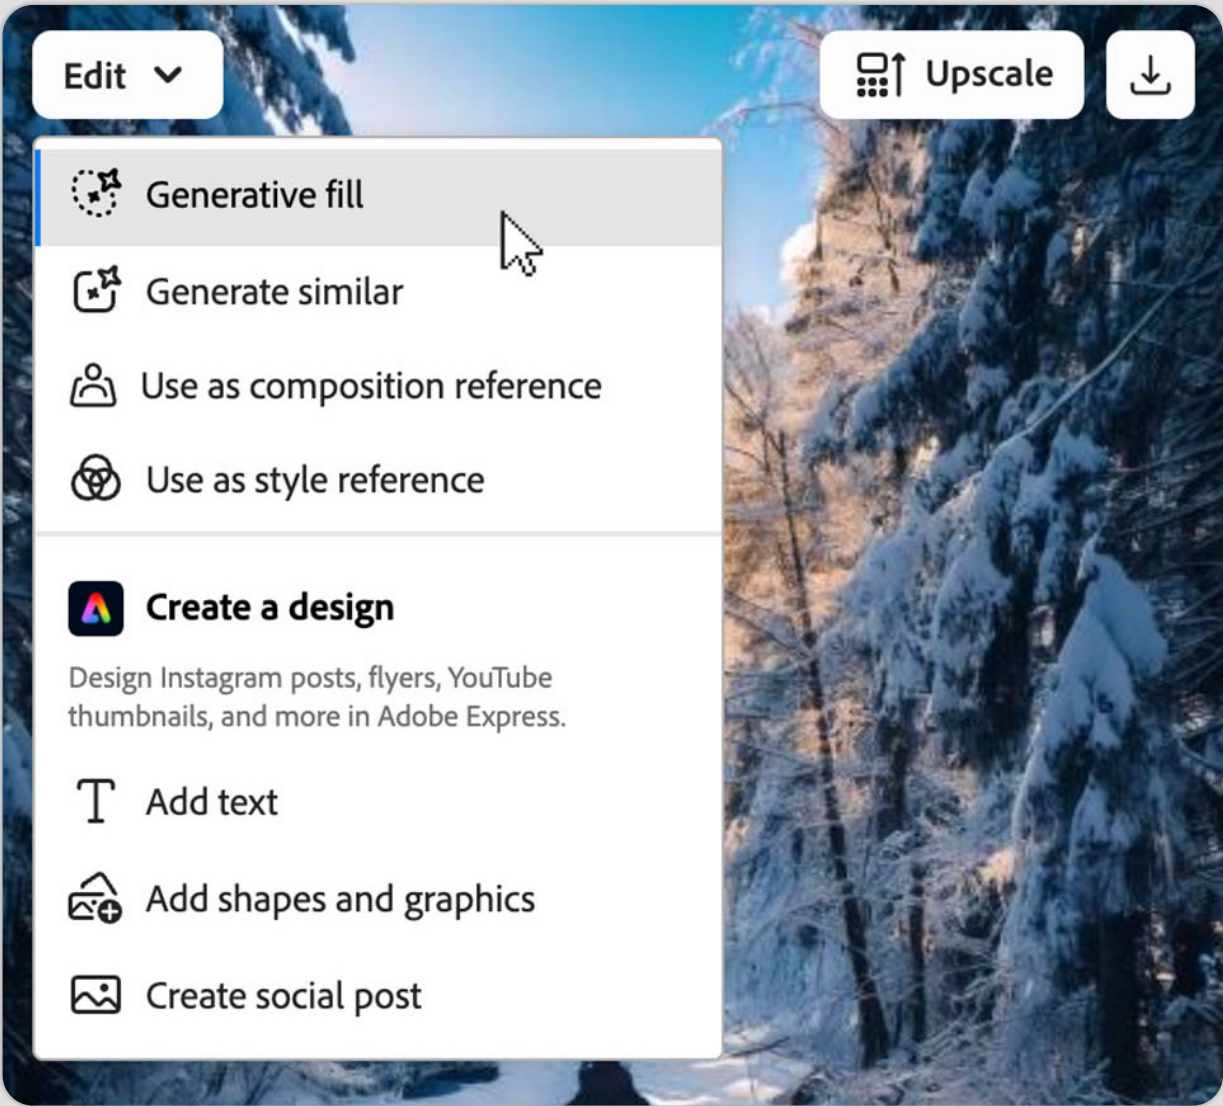 Edit
Upscale
Generative fill
Generate similar
Use as composition reference
Use as style reference
Create a design
Design Instagram posts, flyers, YouTube
thumbnails, and more in Adobe Express.
Add text
Add shapes and graphics
Create social post